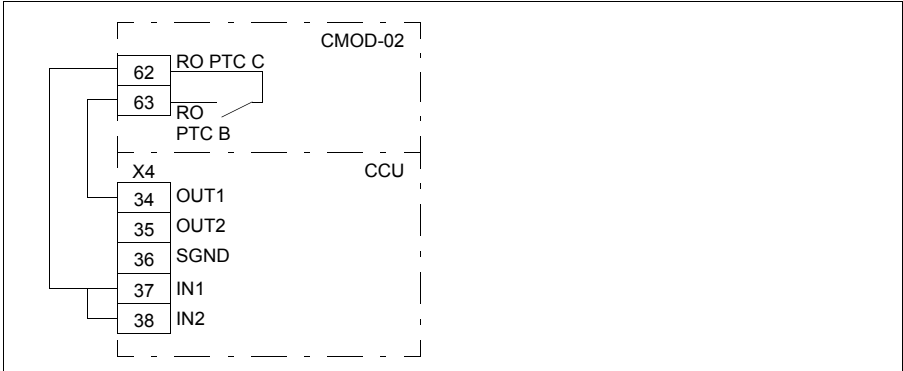 CMOD-02
62 RO PTC C
63 RO
PTC B
X4 CCU
34 OUT1
35 OUT2
36 SGND
37 IN1
38 IN2